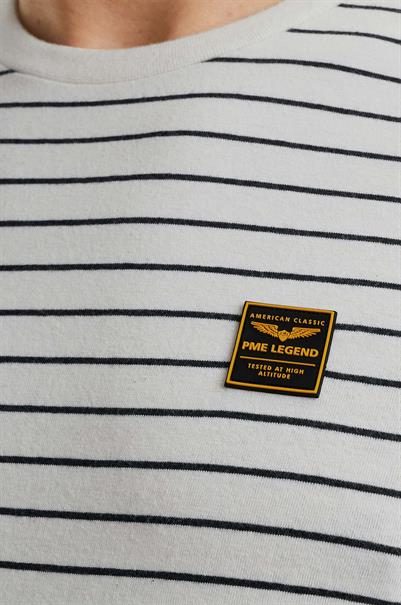 AMERICAN CLASSIC
PME LEGEND
TESTED AT HIGH
ALTITUDE